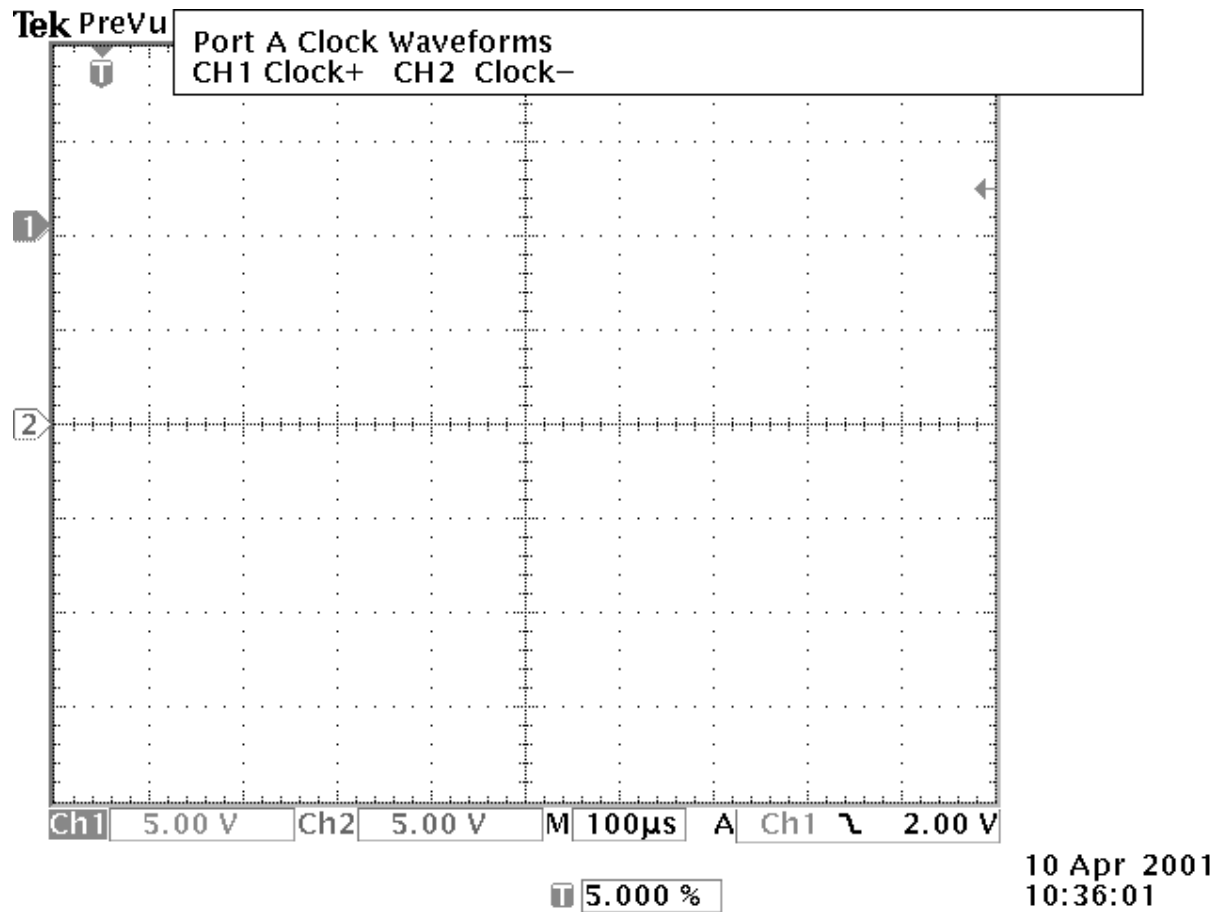 Tek PreVu
Port A Clock Waveforms
CH1 Clock+ CH2 Clock−
T
1
2
Ch1 5.00 V Ch2 5.00 V M 100µs A Ch1 2.00 V
T 5.000 %
10 Apr 2001
10:36:01